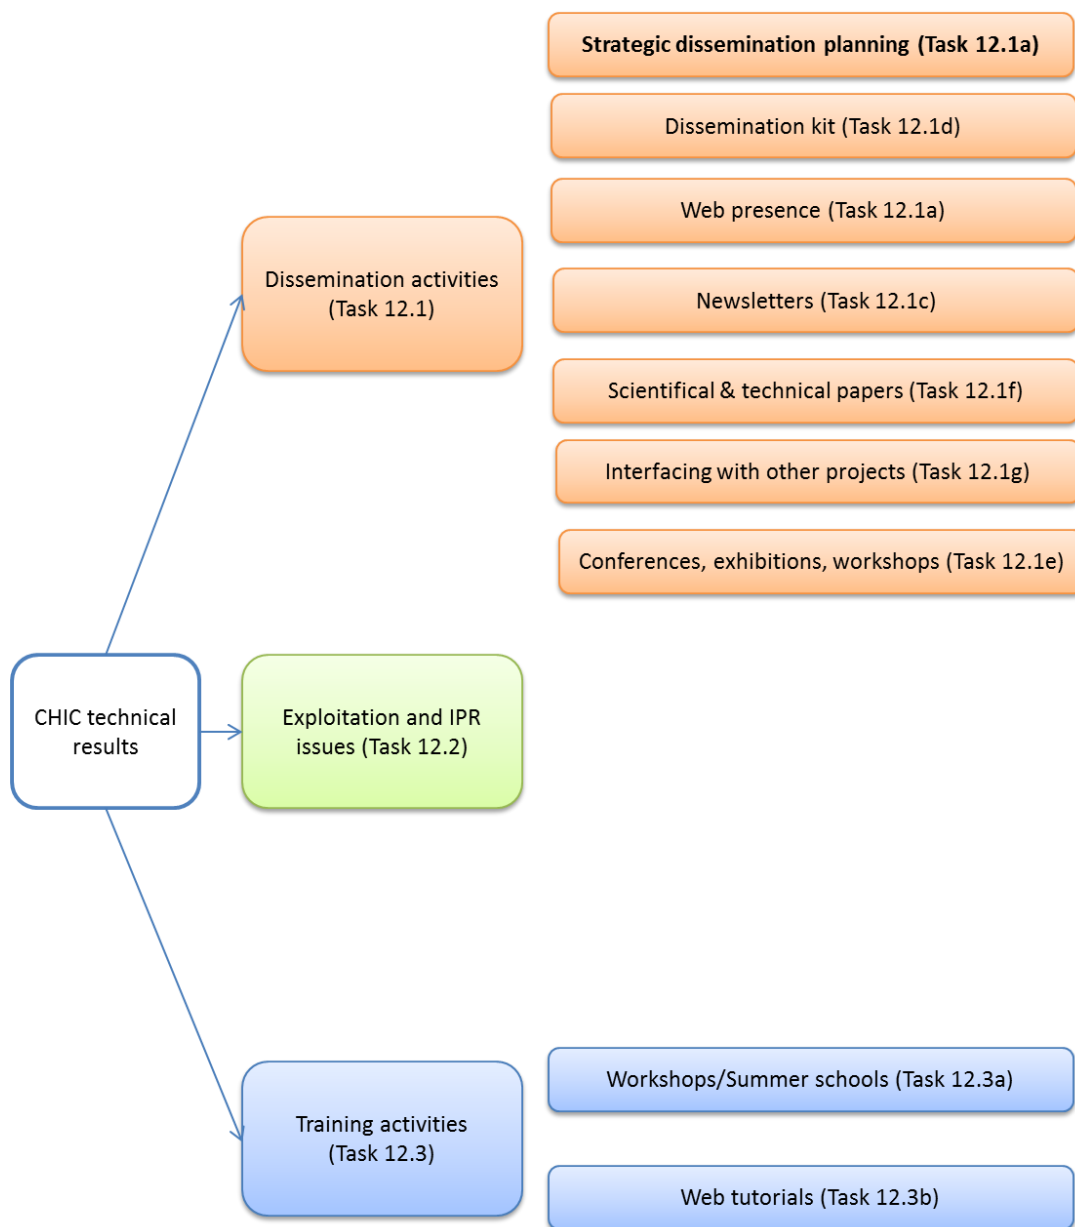 Strategic dissemination planning (Task 12.1a)
Dissemination kit (Task 12.1d)
Web presence (Task 12.1a)
Dissemination activities
(Task 12.1)
Newsletters (Task 12.1c)
Scientifical & technical papers (Task 12.1f)
Interfacing with other projects (Task 12.1g)
Conferences, exhibitions, workshops (Task 12.1e)
CHIC technical
results
Exploitation and IPR
issues (Task 12.2)
Training activities
(Task 12.3)
Workshops/Summer schools (Task 12.3a)
Web tutorials (Task 12.3b)